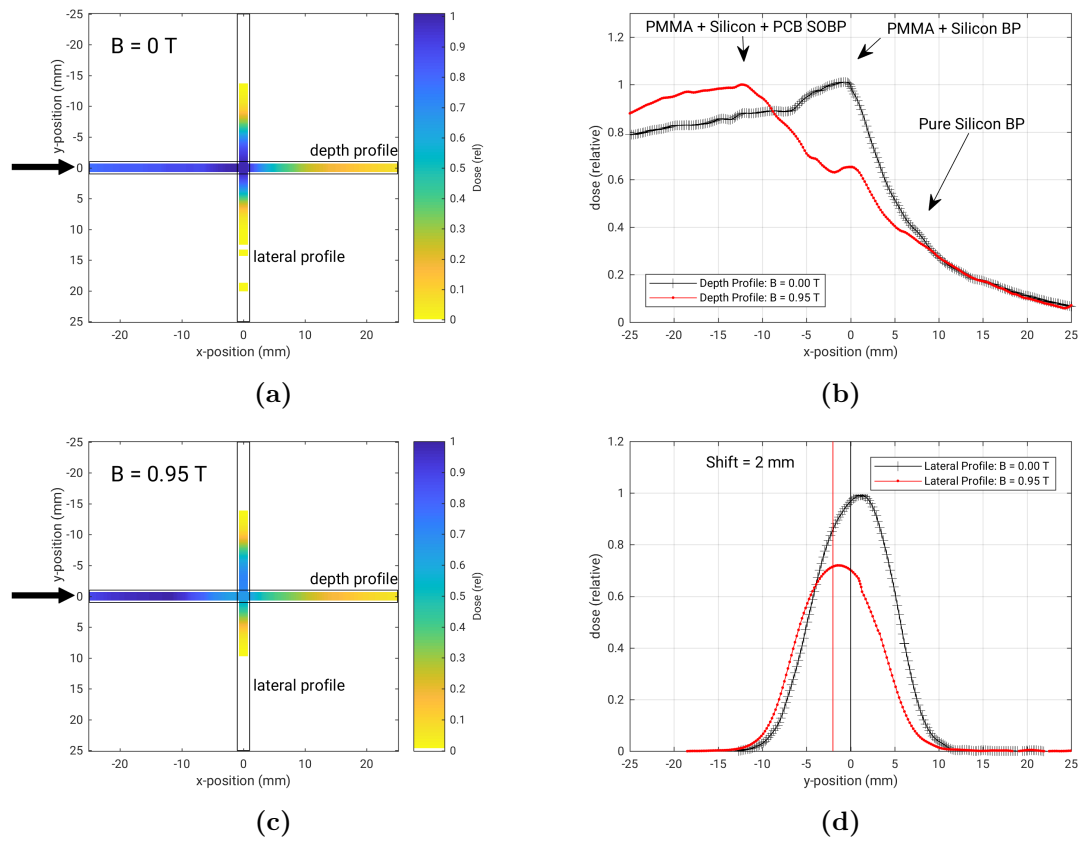 B = 0 T
depth profile
lateral profile
-25
-20
-15
-10
-5
0
5
10
15
20
25
y-position (mm)
-20 -10 0 10 20
x-position (mm)
1
0.9
0.8
0.7
0.6
0.5
0.4
0.3
0.2
0.1
0
Dose (rel)
(a)
PMMA + Silicon + PCB SOBP
PMMA + Silicon BP
Pure Silicon BP
1.2
1
0.8
0.6
0.4
0.2
0
dose (relative)
Depth Profile: B = 0.00 T
Depth Profile: B = 0.95 T
-25 -20 -15 -10 -5 0 5 10 15 20 25
x-position (mm)
(b)
B = 0.95 T
depth profile
lateral profile
-25
-20
-15
-10
-5
0
5
10
15
20
25
y-position (mm)
-20 -10 0 10 20
x-position (mm)
1
0.9
0.8
0.7
0.6
0.5
0.4
0.3
0.2
0.1
0
Dose (rel)
(c)
Shift = 2 mm
Lateral Profile: B = 0.00 T
Lateral Profile: B = 0.95 T
1.2
1
0.8
0.6
0.4
0.2
0
dose (relative)
-25 -20 -15 -10 -5 0 5 10 15 20 25
y-position (mm)
(d)